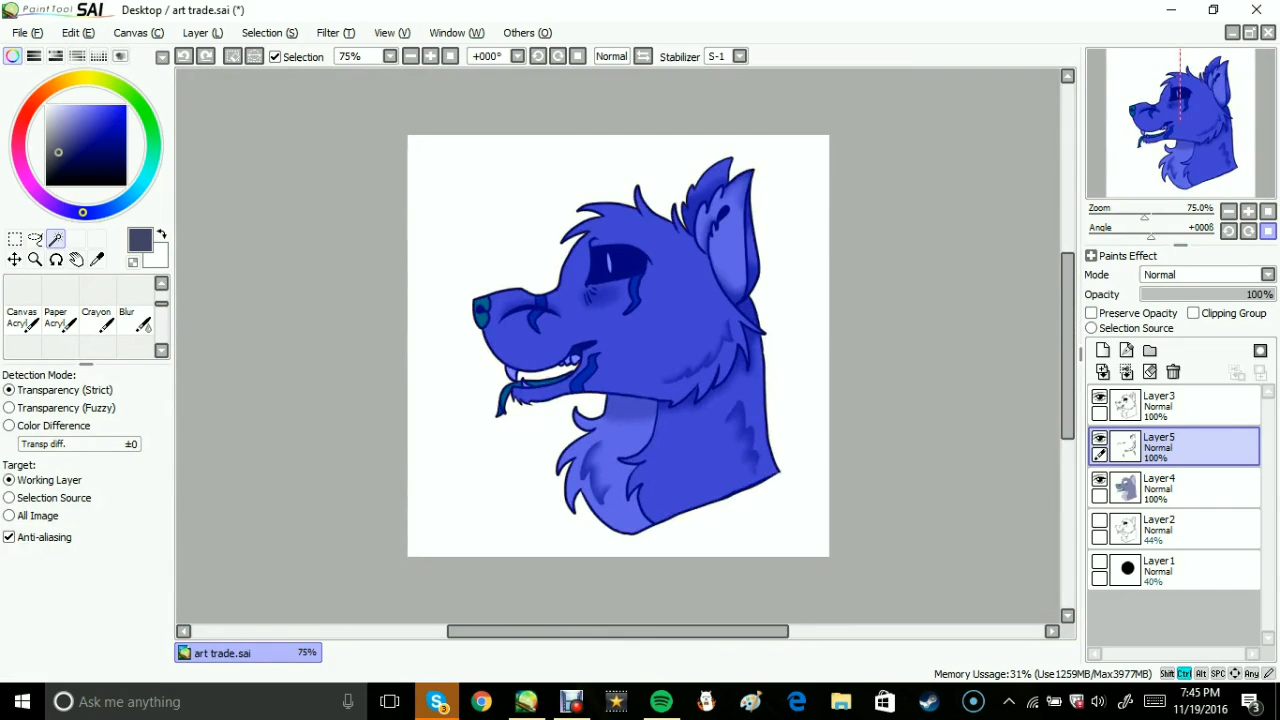 PaintTool SAI Desktop / art trade.sai (*)
File (F) Edit (E) Canvas (C) Layer (L) Selection (S) Filter (T) View (V) Window (W) Others (O)
Selection 75% +000° Normal Stabilizer S-1
Zoom 75.0%
Angle +000ß
Paints Effect
Mode Normal
Opacity 100%
Preserve Opacity Clipping Group
Selection Source
Canvas Acryl Paper Acryl Crayon Blur
Detection Mode:
Transparency (Strict)
Transparency (Fuzzy)
Color Difference
Transp diff. ±0
Target:
Working Layer
Selection Source
All Image
Anti-aliasing
Layer3
Normal
100%
Layer5
Normal
100%
Layer4
Normal
100%
Layer2
Normal
44%
Layer1
Normal
40%
art trade.sai 75%
Memory Usage:31% (Use1259MB/Max3977MB) Shift Ctrl Alt SPC Any
Ask me anything
3
7:45 PM
11/19/2016
3